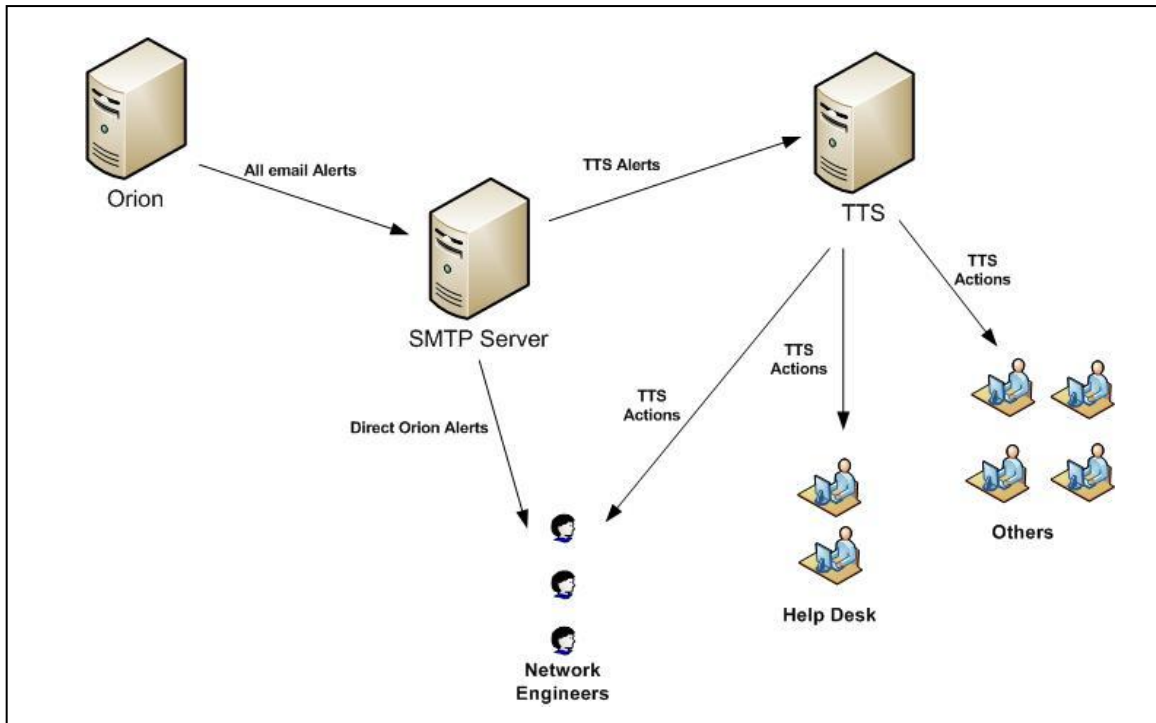 Orion
All email Alerts
SMTP Server
TTS Alerts
TTS
Direct Orion Alerts
TTS
Actions
TTS
Actions
TTS
Actions
Network
Engineers
Help Desk
Others